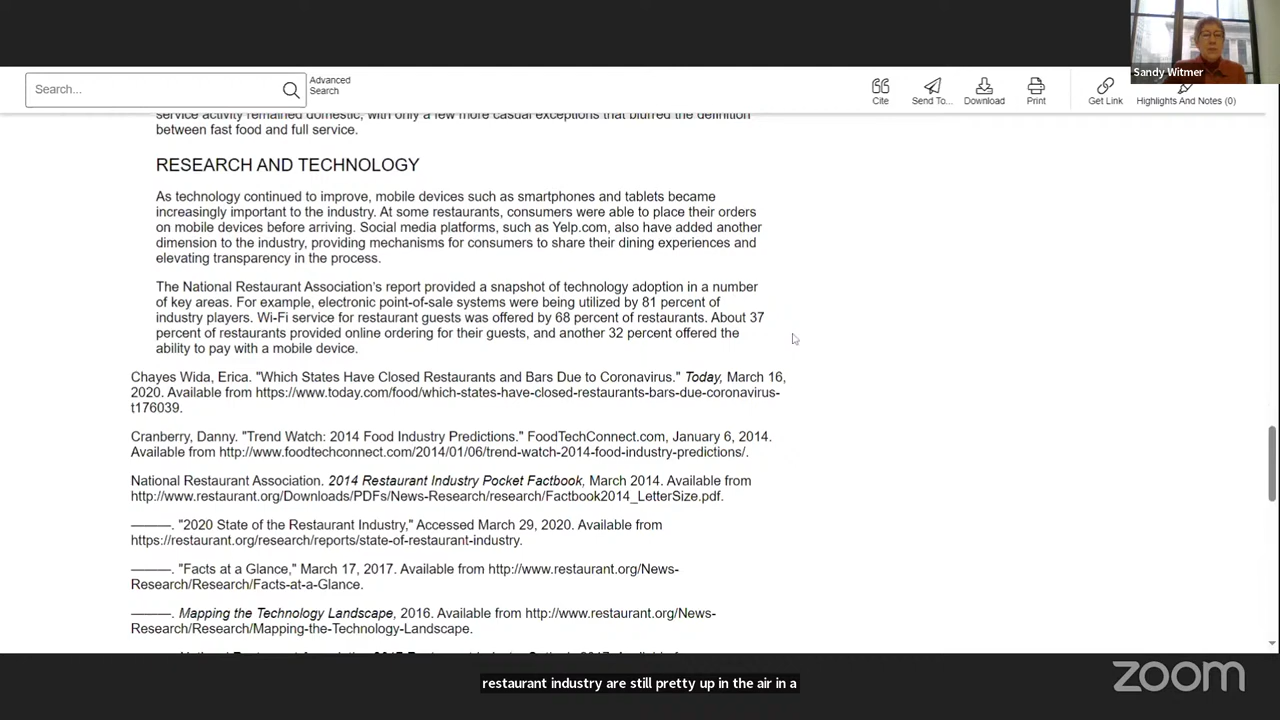 Sandy Witmer
Search...
Advanced
Search
Cite
Send To...
Download
Print
Get Link
Highlights And Notes (0)
service activity remained domestic, with only a few more casual exceptions that blurred the definition
between fast food and full service.
RESEARCH AND TECHNOLOGY
As technology continued to improve, mobile devices such as smartphones and tablets became
increasingly important to the industry. At some restaurants, consumers were able to place their orders
on mobile devices before arriving. Social media platforms, such as Yelp.com, also have added another
dimension to the industry, providing mechanisms for consumers to share their dining experiences and
elevating transparency in the process.
The National Restaurant Association's report provided a snapshot of technology adoption in a number
of key areas. For example, electronic point-of-sale systems were being utilized by 81 percent of
industry players. Wi-Fi service for restaurant guests was offered by 68 percent of restaurants. About 37
percent of restaurants provided online ordering for their guests, and another 32 percent offered the
ability to pay with a mobile device.
Chayes Wida, Erica. "Which States Have Closed Restaurants and Bars Due to Coronavirus." Today, March 16,
2020. Available from https://www.today.com/food/which-states-have-closed-restaurants-bars-due-coronavirus-
t176039.
Cranberry, Danny. "Trend Watch: 2014 Food Industry Predictions." FoodTechConnect.com, January 6, 2014.
Available from http://www.foodtechconnect.com/2014/01/06/trend-watch-2014-food-industry-predictions/.
National Restaurant Association. 2014 Restaurant Industry Pocket Factbook, March 2014. Available from
http://www.restaurant.org/Downloads/PDFs/News-Research/research/Factbook2014_LetterSize.pdf.
———. "2020 State of the Restaurant Industry," Accessed March 29, 2020. Available from
https://restaurant.org/research/reports/state-of-restaurant-industry.
———. "Facts at a Glance," March 17, 2017. Available from http://www.restaurant.org/News-
Research/Research/Facts-at-a-Glance.
———. Mapping the Technology Landscape, 2016. Available from http://www.restaurant.org/News-
Research/Research/Mapping-the-Technology-Landscape.
restaurant industry are still pretty up in the air in a
zoom